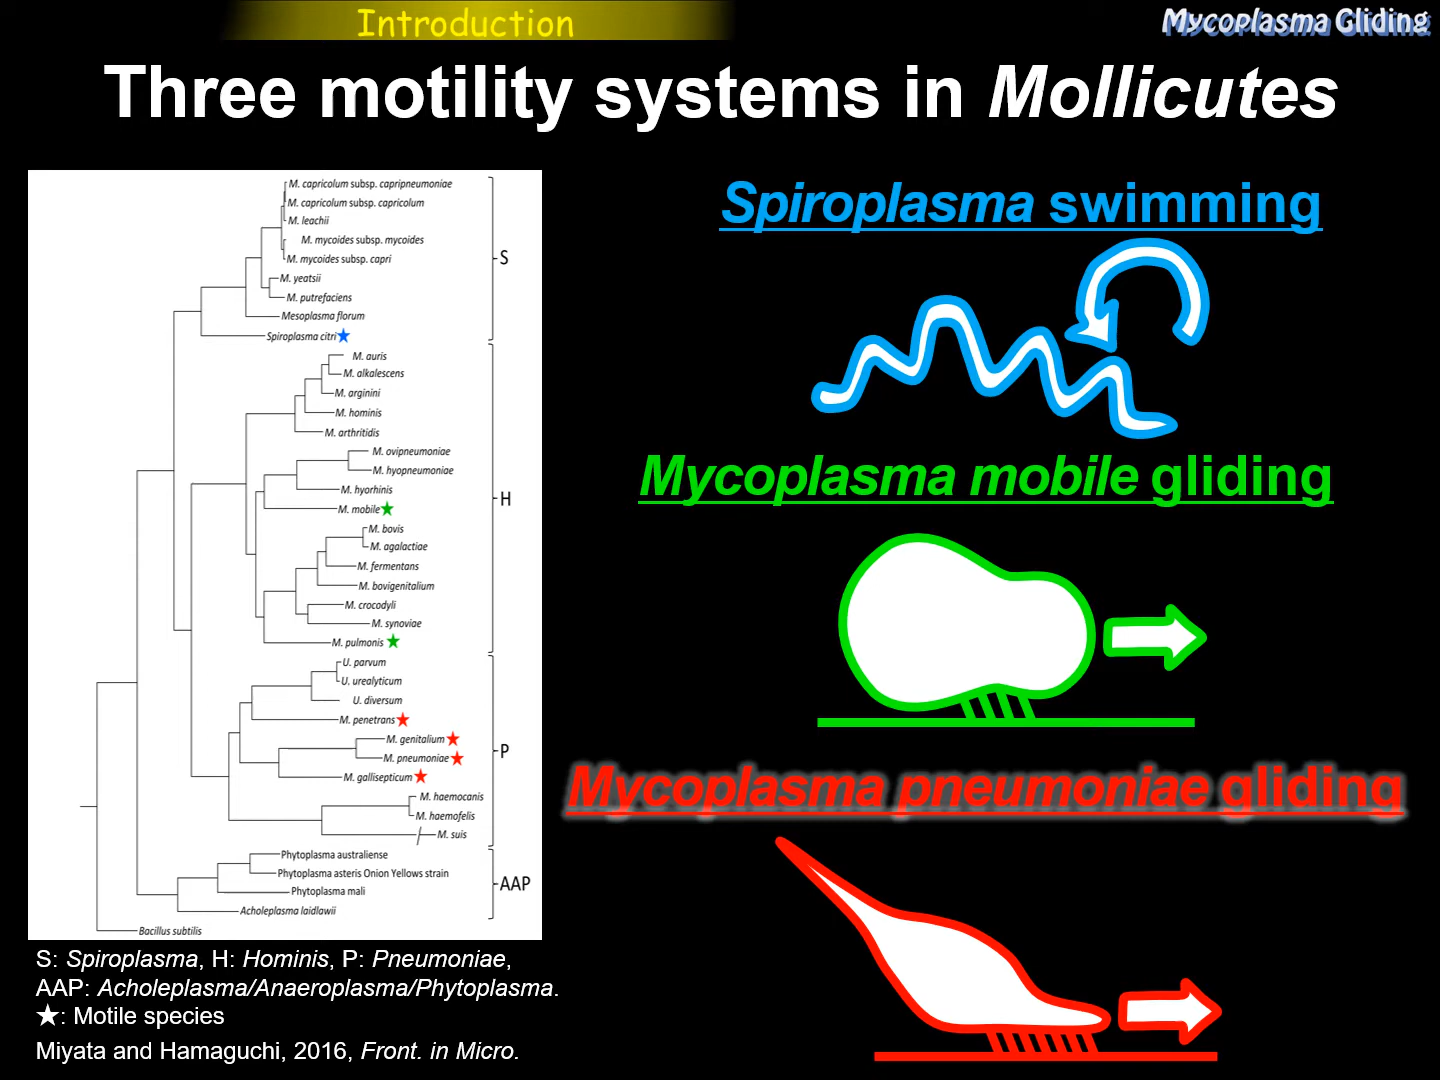 Introduction
Mycoplasma Gliding
Three motility systems in Mollicutes
M. capricolum subsp. capripneumoniae
M. capricolum subsp. capricolum
M. leachii
M. mycoides subsp. mycoides
M. mycoides subsp. capri
M. yeatsii
M. putrefaciens
Mesoplasma florum
Spiroplasma citri
S
M. auris
M. alkalescens
M. arginini
M. hominis
M. arthritidis
M. ovipneumoniae
M. hyopneumoniae
M. hyorhinis
M. mobile
H
M. bovis
M. agalactiae
M. fermentans
M. bovigenitalium
M. crocodyli
M. synoviae
M. pulmonis
U. parvum
U. urealyticum
U. diversum
M. penetrans
M. genitalium
M. pneumoniae
P
M. gallisepticum
M. haemocanis
M. haemofelis
M. suis
Phytoplasma australiense
Phytoplasma asteris Onion Yellows strain
Phytoplasma mali
AAP
Acholeplasma laidlawii
Bacillus subtilis
S: Spiroplasma, H: Hominis, P: Pneumoniae,
AAP: Acholeplasma/Anaeroplasma/Phytoplasma.
★: Motile species
Miyata and Hamaguchi, 2016, Front. in Micro.
Spiroplasma swimming
Mycoplasma mobile gliding
Mycoplasma pneumoniae gliding